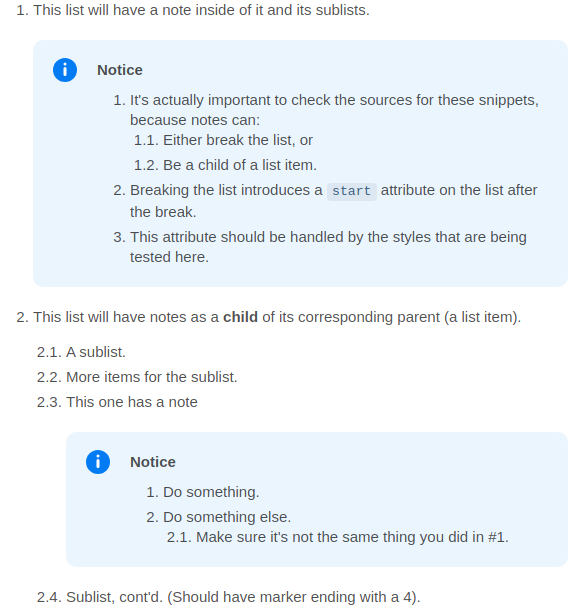 1. This list will have a note inside of it and its sublists.
Notice
1. It's actually important to check the sources for these snippets,
because notes can:
1.1. Either break the list, or
1.2. Be a child of a list item.
2. Breaking the list introduces a start attribute on the list after
the break.
3. This attribute should be handled by the styles that are being
tested here.
2. This list will have notes as a child of its corresponding parent (a list item).
2.1. A sublist.
2.2. More items for the sublist.
2.3. This one has a note
Notice
1. Do something.
2. Do something else.
2.1. Make sure it's not the same thing you did in #1.
2.4. Sublist, cont'd. (Should have marker ending with a 4).